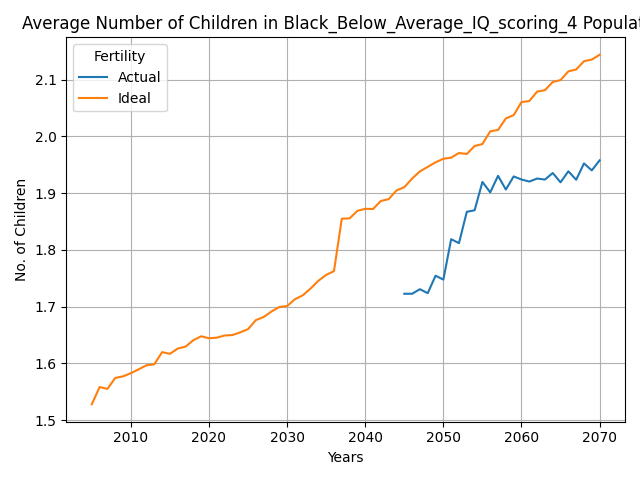 Average Number of Children in Black_Below_Average_IQ_scoring_4 Populat
Fertility
Actual
Ideal
No. of Children
2.1
2.0
1.9
1.8
1.7
1.6
1.5
2010 2020 2030 2040 2050 2060 2070
Years